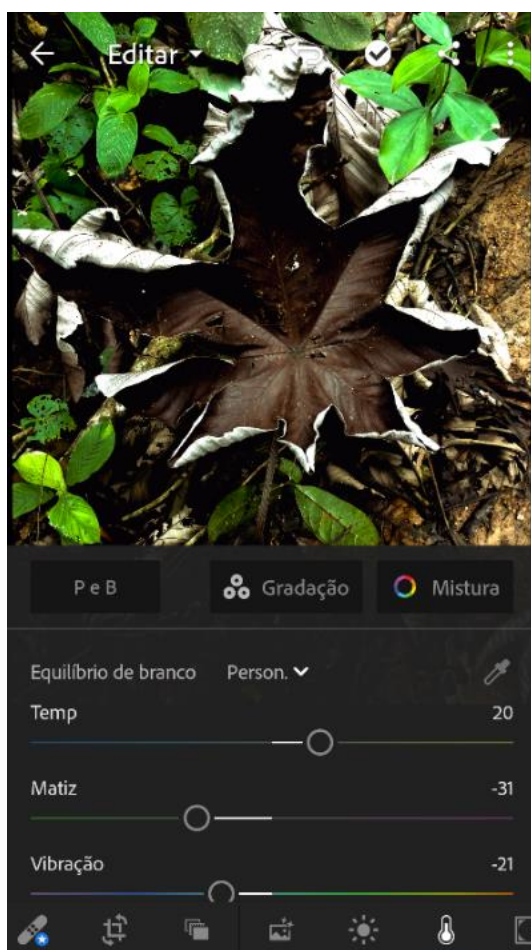 Editar
P e B
Gradação
Mistura
Equilíbrio de branco Person.
Temp 20
Matiz -31
Vibração -21